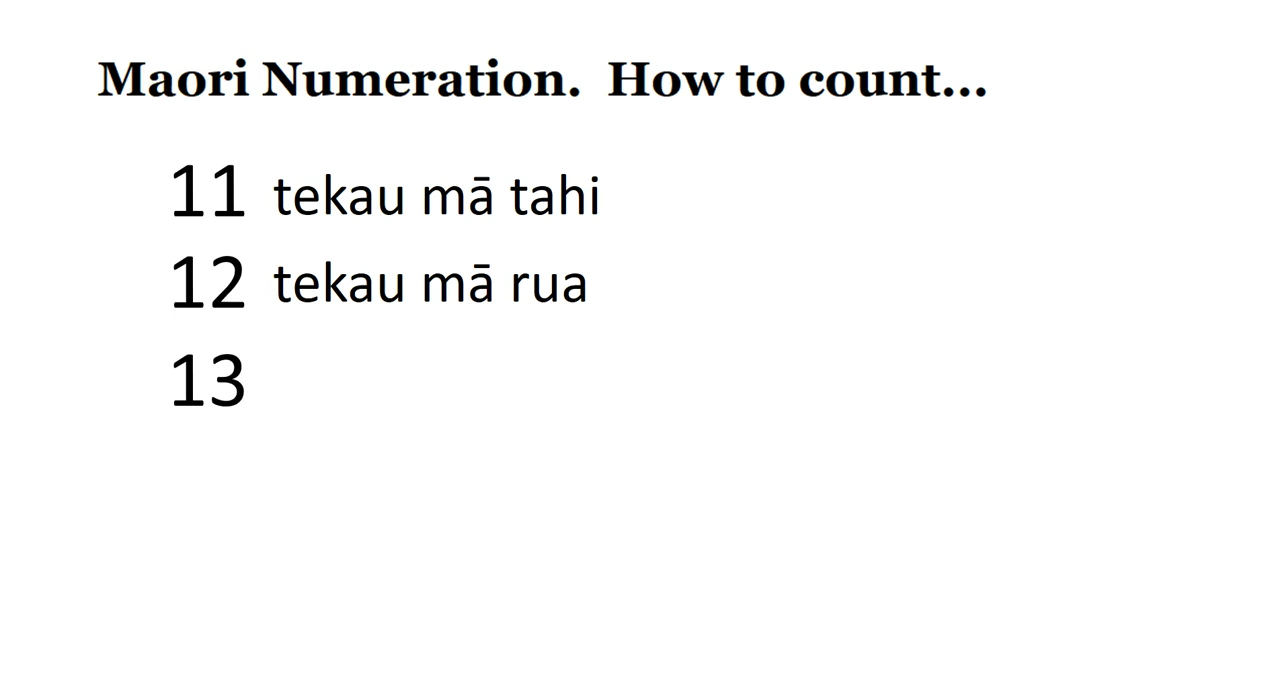 Maori Numeration. How to count...
11 tekau mā tahi
12 tekau mā rua
13